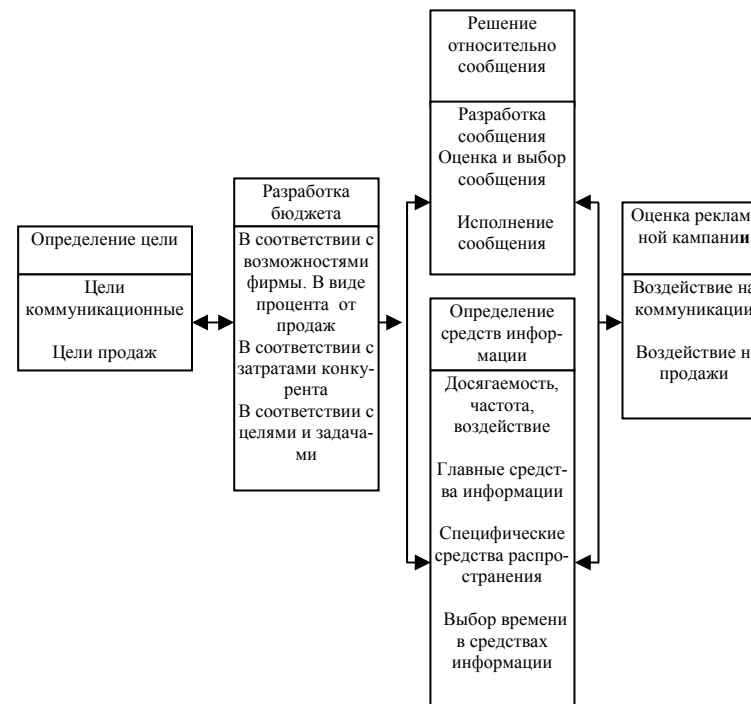 Определение цели
Цели
коммуникационные
Цели продаж
Разработка
бюджета
В соответствии с
возможностями
фирмы. В виде
процента от
продаж
В соответствии с
затратами конку-
рента
В соответствии с
целями и задача-
ми
Решение
относительно
сообщения
Разработка
сообщения
Оценка и выбор
сообщения
Исполнение
сообщения
Определение
средств инфор-
мации
Досягаемость,
частота,
воздействие
Главные средст-
ва информации
Специфические
средства распро-
странения
Выбор времени
в средствах
информации
Оценка реклам
ной кампании
Воздействие на
коммуникации
Воздействие н
продажи